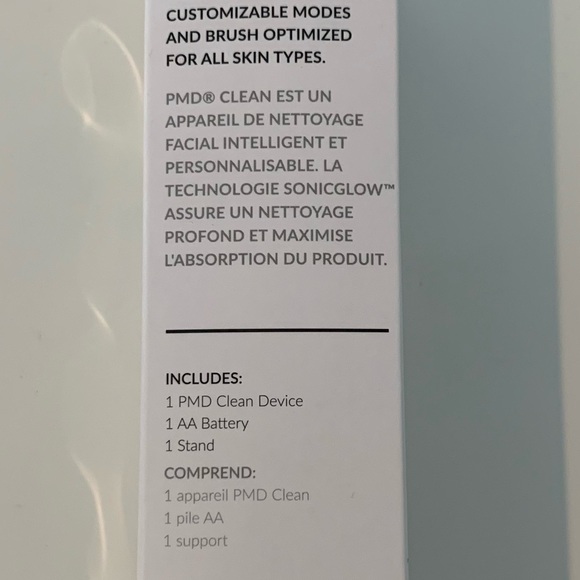 CUSTOMIZABLE MODES
AND BRUSH OPTIMIZED
FOR ALL SKIN TYPES.
PMD® CLEAN EST UN
APPAREIL DE NETTOYAGE
FACIAL INTELLIGENT ET
PERSONNALISABLE. LA
TECHNOLOGIE SONICGLOW™
ASSURE UN NETTOYAGE
PROFOND ET MAXIMISE
L'ABSORPTION DU PRODUIT.
INCLUDES:
1 PMD Clean Device
1 AA Battery
1 Stand
COMPREND:
1 appareil PMD Clean
1 pile AA
1 support